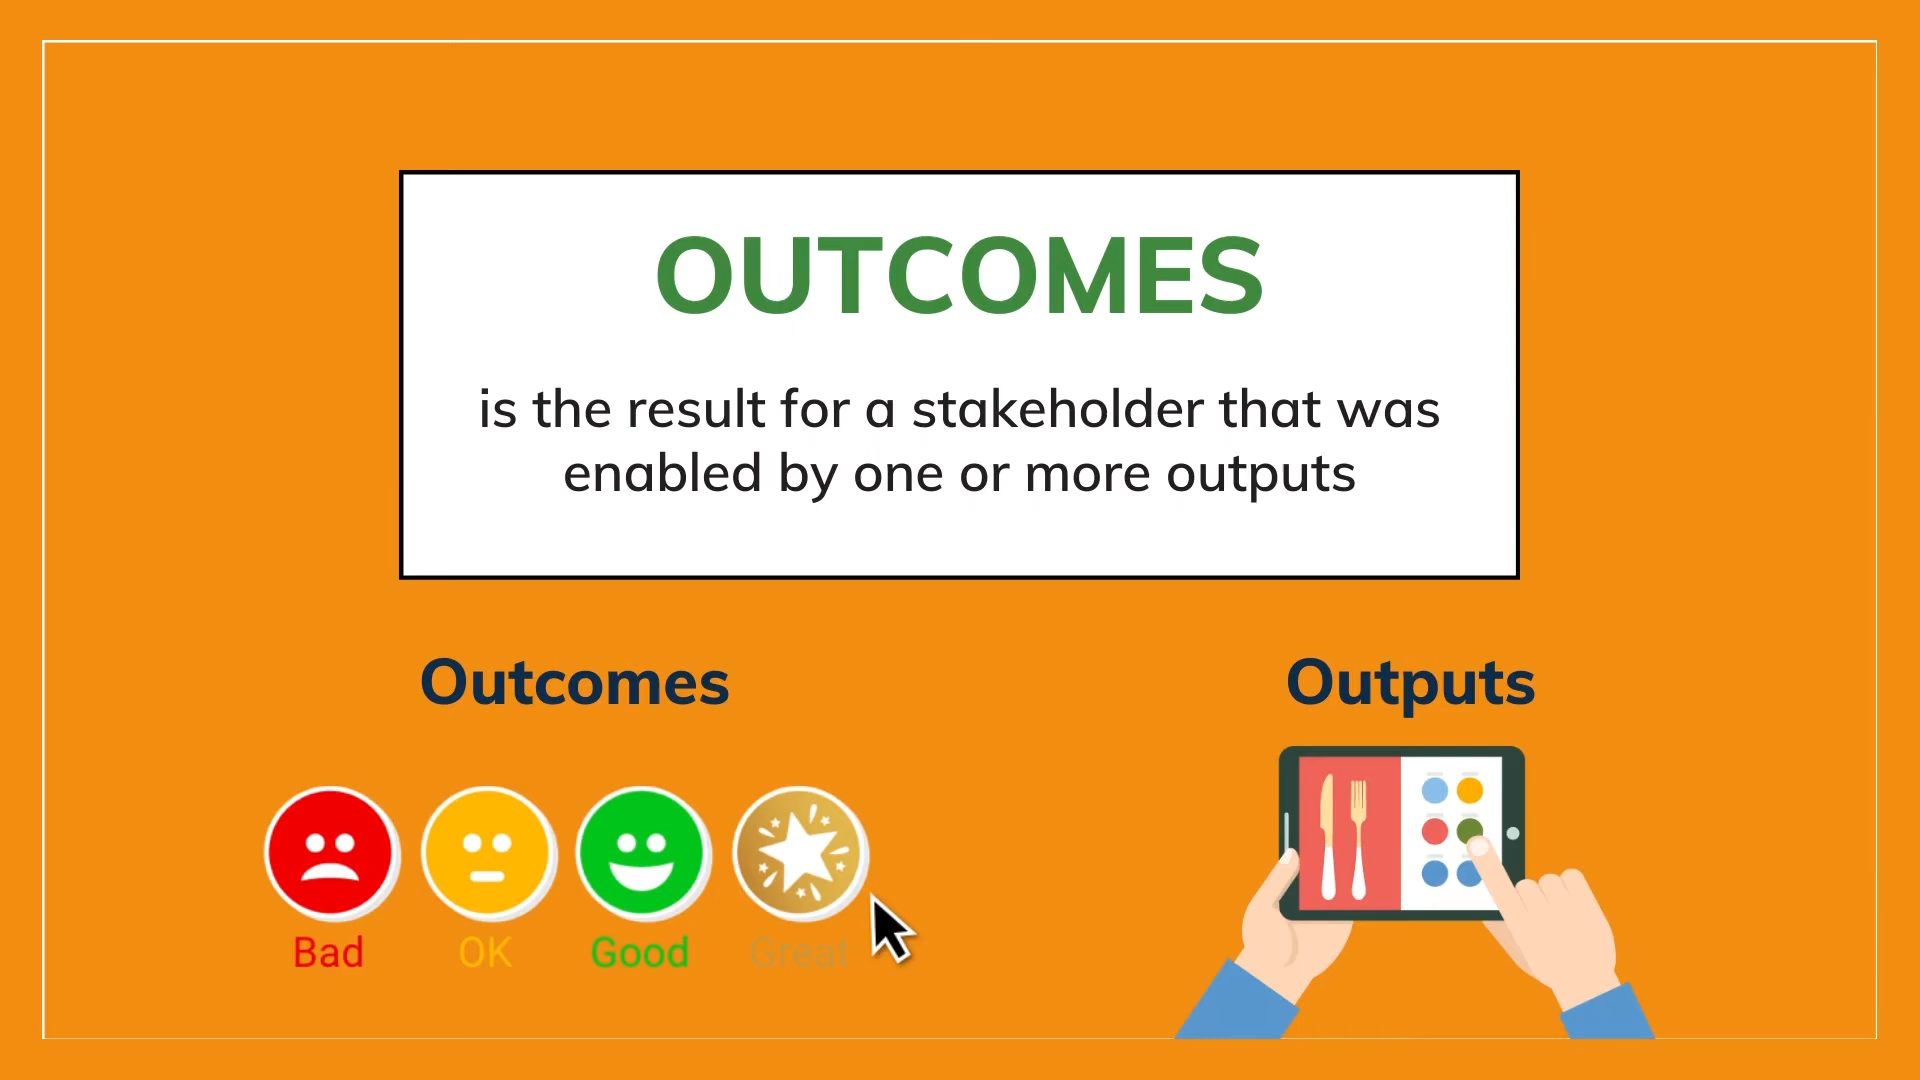 OUTCOMES
is the result for a stakeholder that was
enabled by one or more outputs
Outcomes
Outputs
Bad
OK
Good
Great